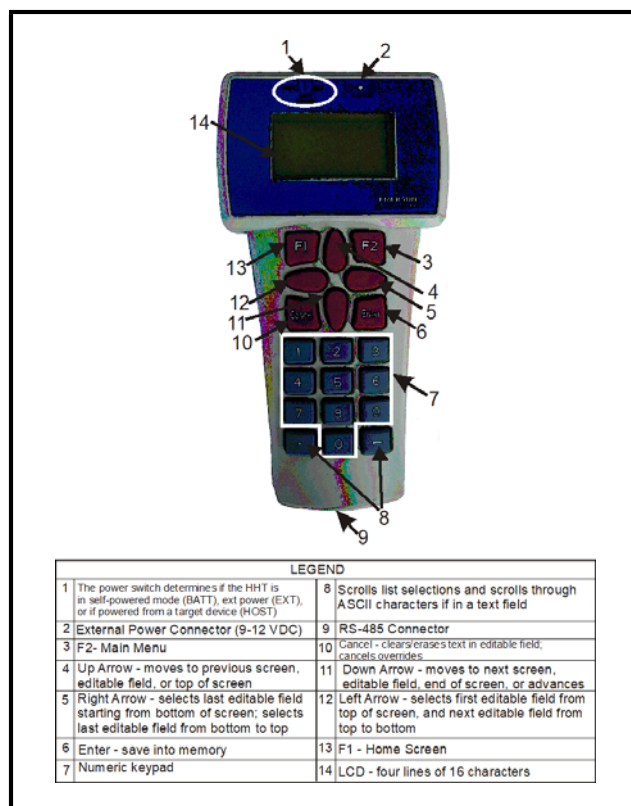 1
2
14
EMERSON
F1
F2
13
3
12
4
11
5
10
Enter
6
1 2 3
4 5 6
7
7 8 9
. 0 -
8
9
LEGEND
1 The power switch determines if the HHT is
in self-powered mode (BATT), ext power (EXT),
or if powered from a target device (HOST)
8 Scrolls list selections and scrolls through
ASCII characters if in a text field
2 External Power Connector (9-12 VDC)
9 RS-485 Connector
3 F2- Main Menu
10 Cancel - clears/erases text in editable field;
cancels overrides
4 Up Arrow - moves to previous screen,
editable field, or top of screen
11 Down Arrow - moves to next screen,
editable field, end of screen, or advances
5 Right Arrow - selects last editable field
starting from bottom of screen; selects
last editable field from bottom to top
12 Left Arrow - selects first editable field from
top of screen, and next editable field from
top to bottom
6 Enter - save into memory
13 F1 - Home Screen
7 Numeric keypad
14 LCD - four lines of 16 characters